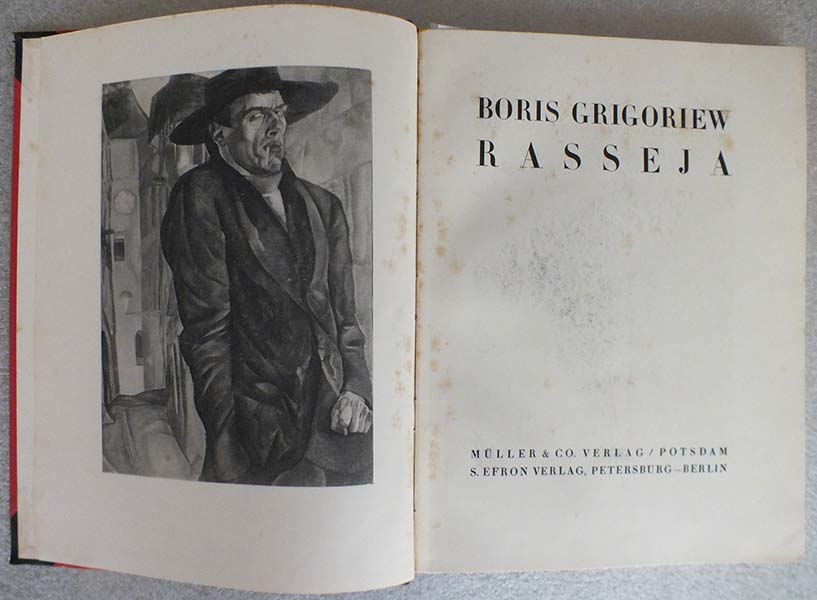 BORIS GRIGORIEW
RASSEJA
MÜLLER & CO. VERLAG / POTSDAM
S. EFRON VERLAG, PETERSBURG—BERLIN